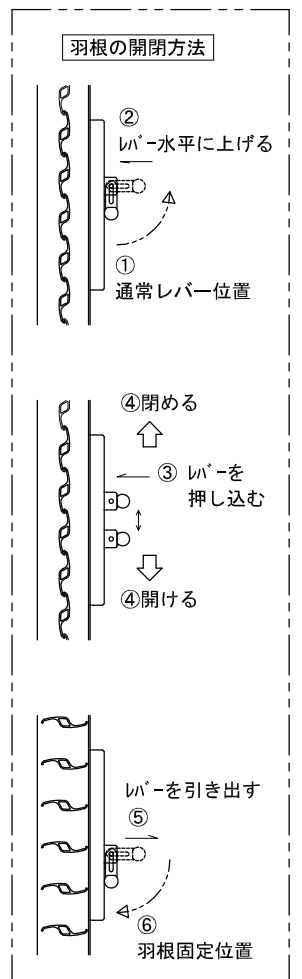 羽根の開閉方法
②
ﾚﾊﾞｰ水平に上げる
①
通常レバー位置
④閉める
③ ﾚﾊﾞｰを
押し込む
④開ける
ﾚﾊﾞｰを引き出す
⑤
⑥
羽根固定位置